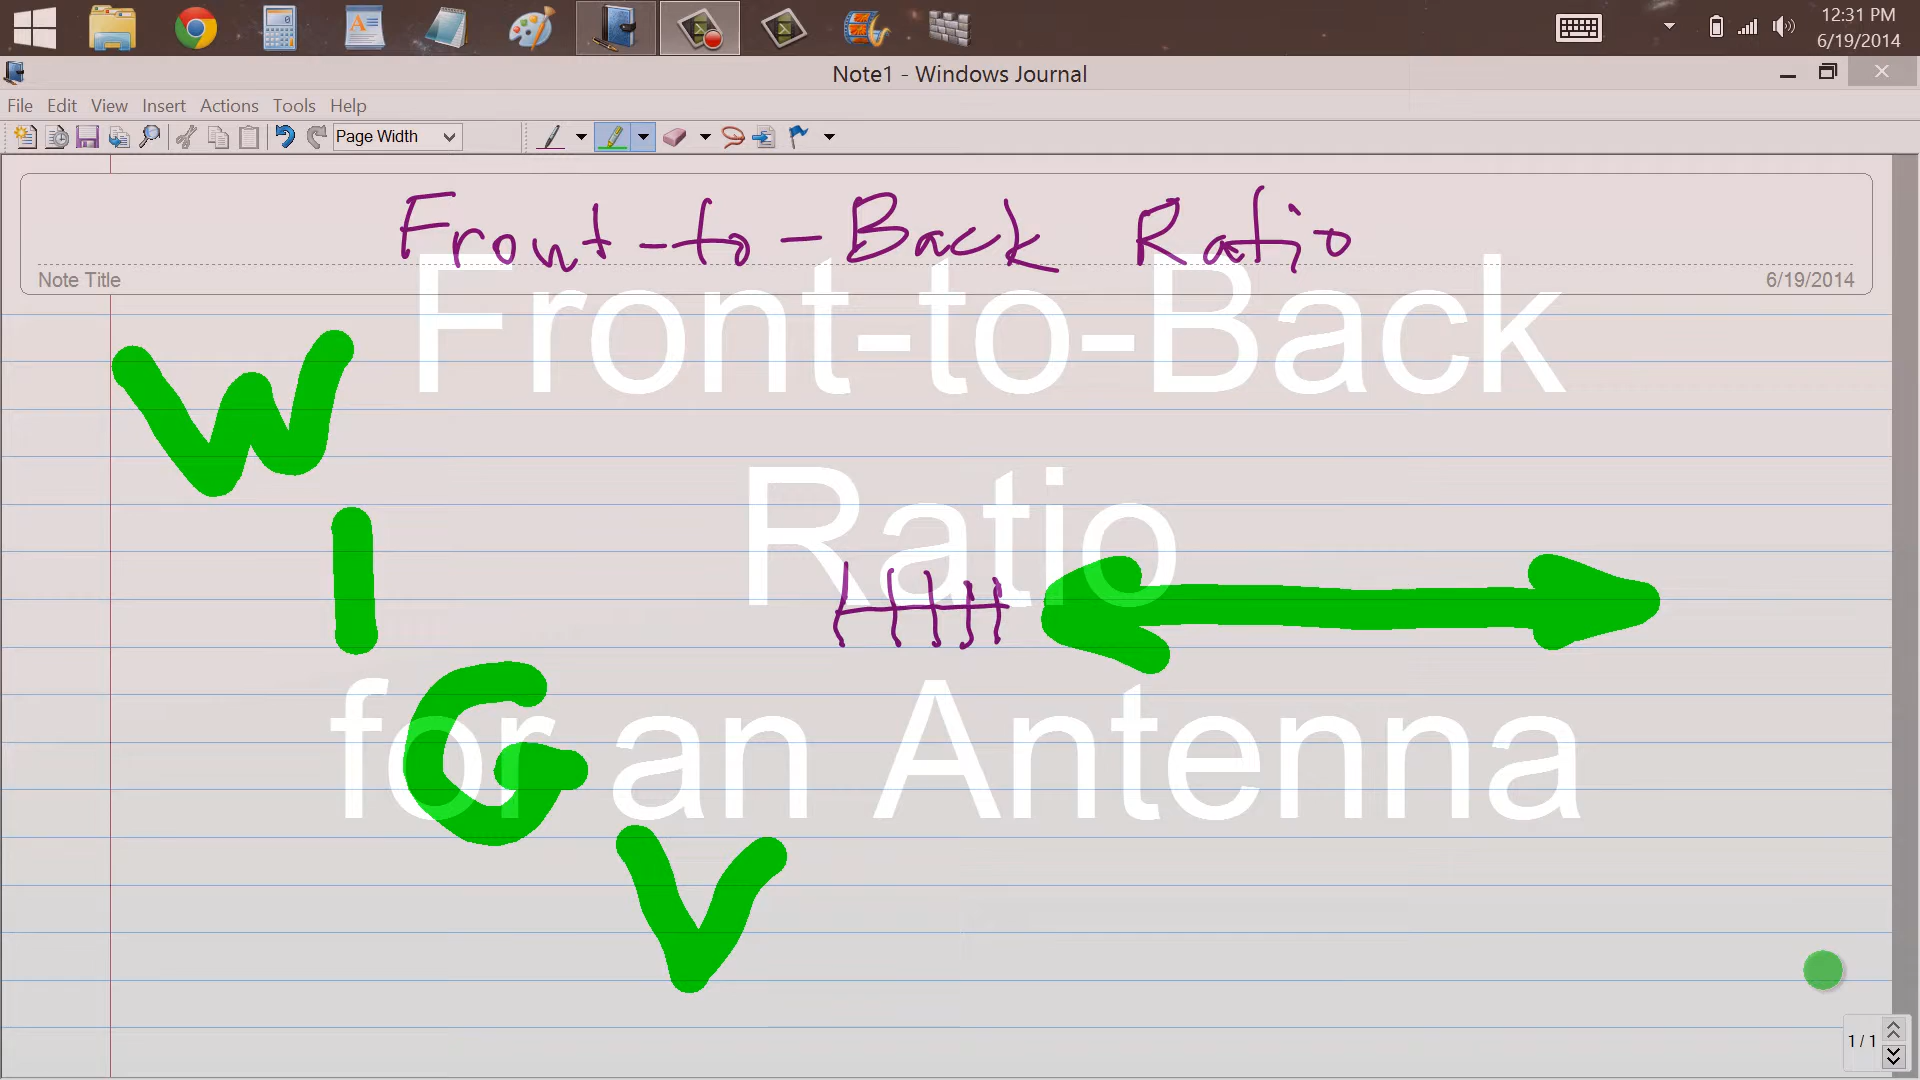 12:31 PM
6/19/2014
Note1 - Windows Journal
File Edit View Insert Actions Tools Help
Page Width
Front-to-Back Ratio
Note Title
6/19/2014
Front-to-Back
Ratio
for an Antenna
W
I
G
V
1 / 1